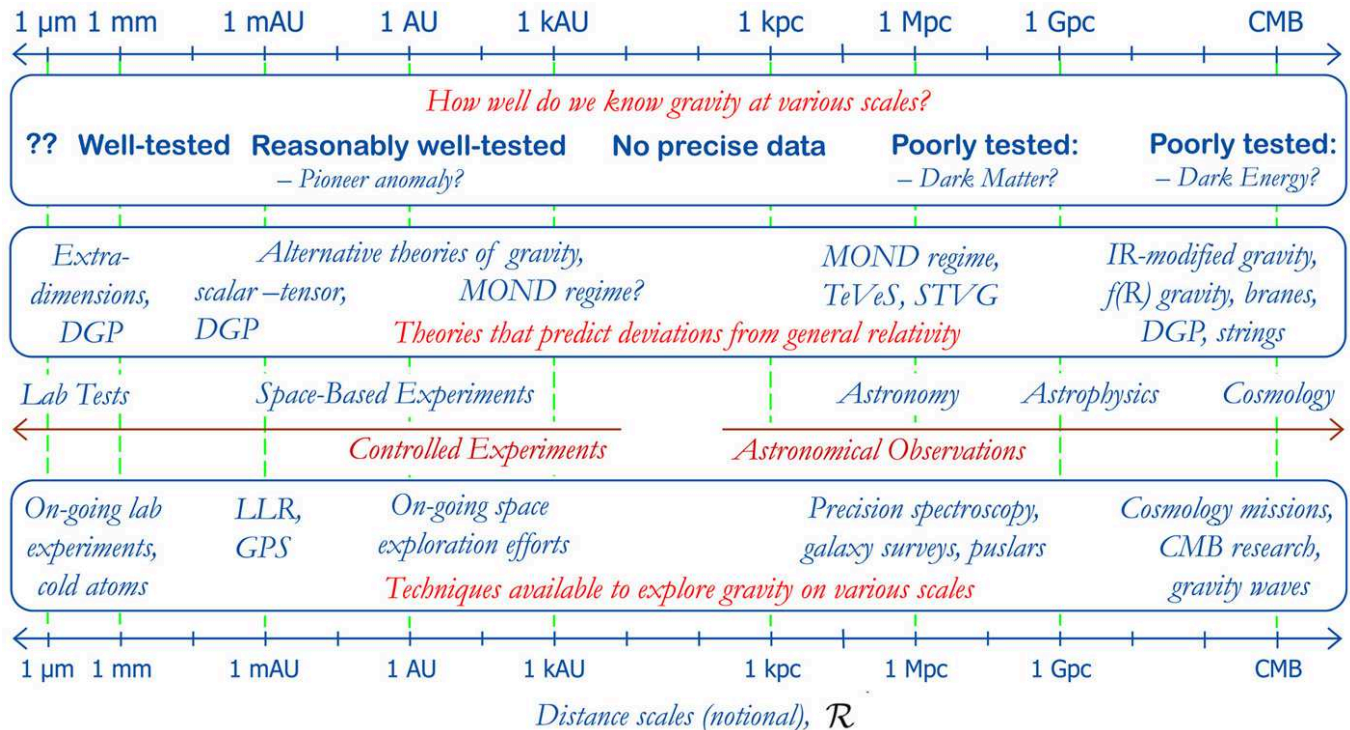 1 μm 1 mm 1 mAU 1 AU 1 kAU 1 kpc 1 Mpc 1 Gpc CMB
How well do we know gravity at various scales?
?? Well-tested Reasonably well-tested No precise data Poorly tested: Poorly tested:
– Pioneer anomaly? – Dark Matter? – Dark Energy?
Extra-
dimensions,
DGP
Alternative theories of gravity,
scalar –tensor,
DGP
MOND regime?
MOND regime,
TeVeS, STVG
IR-modified gravity,
f(R) gravity, branes,
DGP, strings
Theories that predict deviations from general relativity
Lab Tests Space-Based Experiments Astronomy Astrophysics Cosmology
Controlled Experiments Astronomical Observations
On-going lab
experiments,
cold atoms
LLR,
GPS
On-going space
exploration efforts
Precision spectroscopy,
galaxy surveys, puslars
Cosmology missions,
CMB research,
gravity waves
Techniques available to explore gravity on various scales
1 μm 1 mm 1 mAU 1 AU 1 kAU 1 kpc 1 Mpc 1 Gpc CMB
Distance scales (notional), R